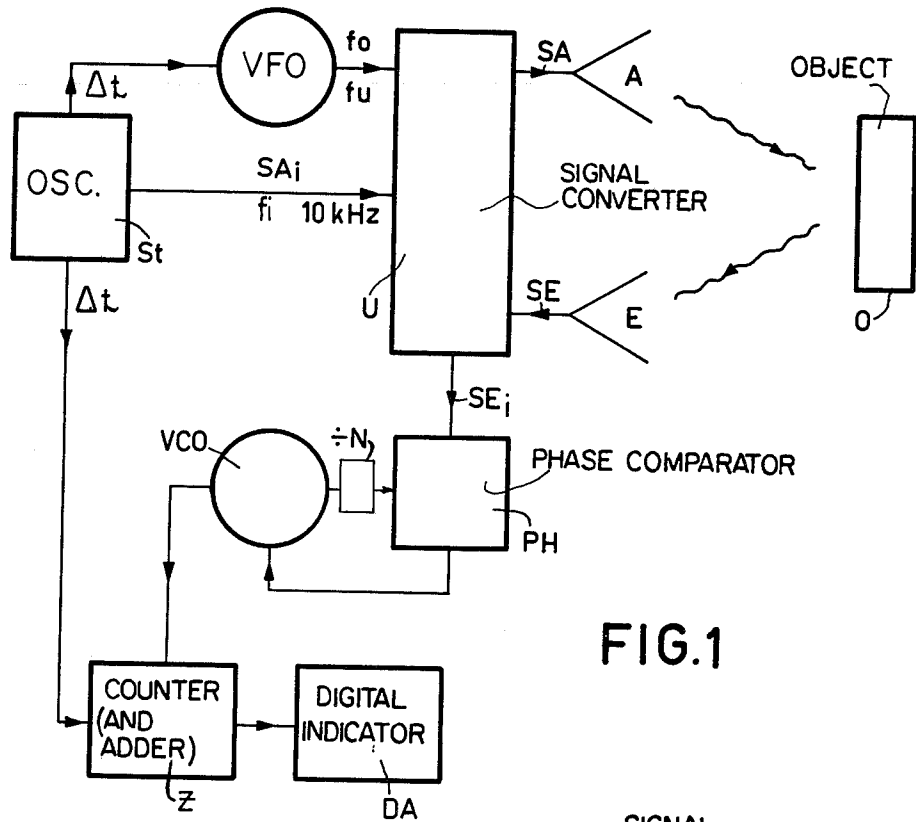 VFO
fo
fu
SA
A
OBJECT
Δt
OSC.
SAi
fi 10 kHz
SIGNAL
CONVERTER
St
U
Δt
SE
E
O
SEi
VCO
÷N
PHASE COMPARATOR
PH
FIG.1
COUNTER
(AND
ADDER)
DIGITAL
INDICATOR
Z
DA
SIGNAL